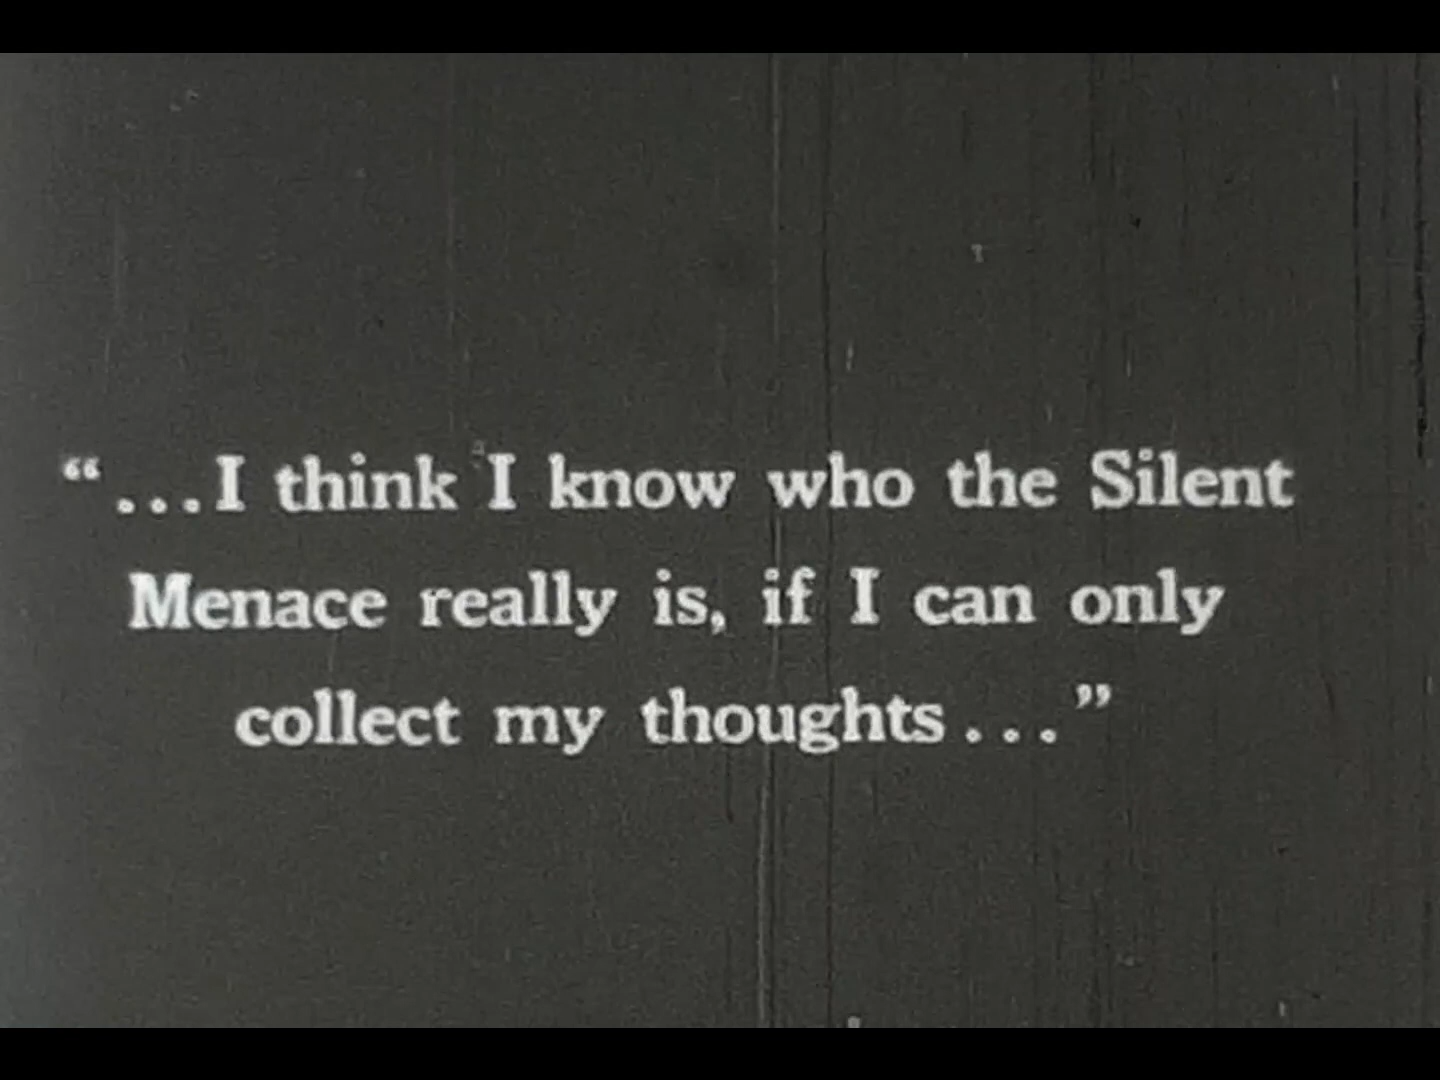 “...I think I know who the Silent
Menace really is, if I can only
collect my thoughts...”